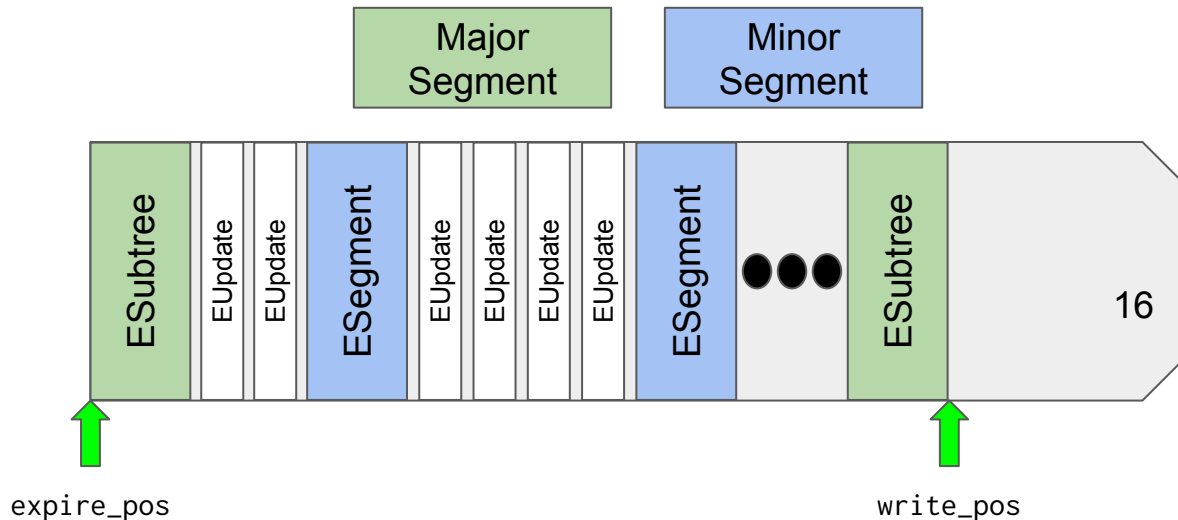 Major
Segment
Minor
Segment
ESubtree
EUpdate
EUpdate
ESegment
EUpdate
EUpdate
EUpdate
EUpdate
ESegment
ESubtree
16
expire_pos
write_pos